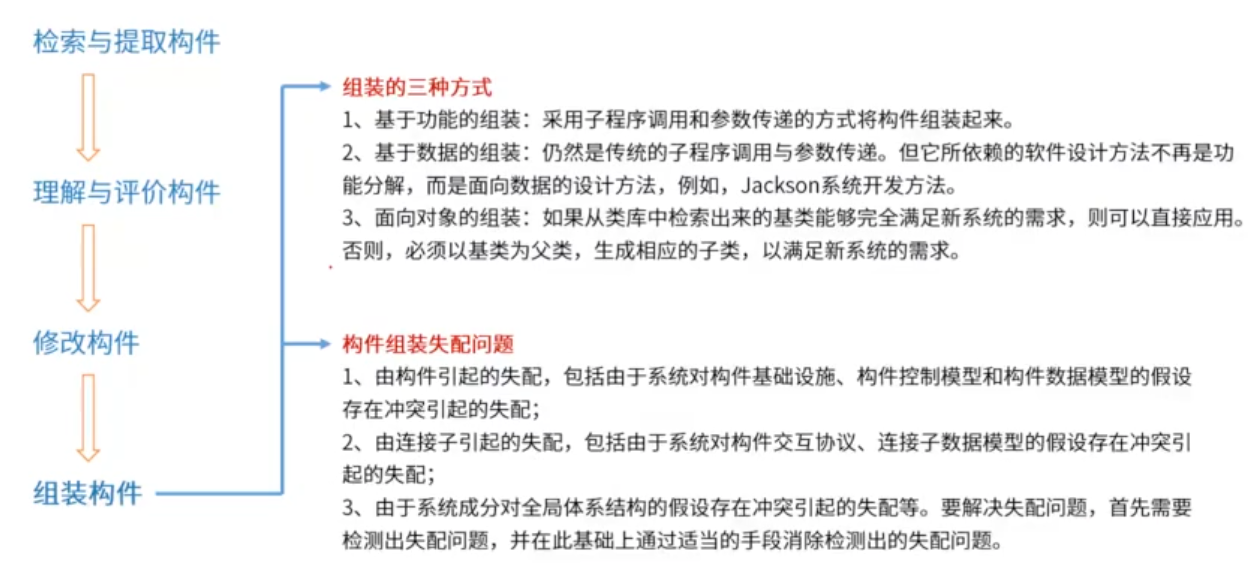 检索与提取构件
理解与评价构件
修改构件
组装构件
组装的三种方式
1、基于功能的组装：采用子程序调用和参数传递的方式将构件组装起来。
2、基于数据的组装：仍然是传统的子程序调用与参数传递。但它所依赖的软件设计方法不再是功
能分解，而是面向数据的设计方法，例如，Jackson系统开发方法。
3、面向对象的组装：如果从类库中检索出来的基类能够完全满足新系统的需求，则可以直接应用。
否则，必须以基类为父类，生成相应的子类，以满足新系统的需求。
构件组装失配问题
1、由构件引起的失配，包括由于系统对构件基础设施、构件控制模型和构件数据模型的假设
存在冲突引起的失配；
2、由连接子引起的失配，包括由于系统对构件交互协议、连接子数据模型的假设存在冲突引
起的失配；
3、由于系统成分对全局体系结构的假设存在冲突引起的失配等。要解决失配问题，首先需要
检测出失配问题，并在此基础上通过适当的手段消除检测出的失配问题。